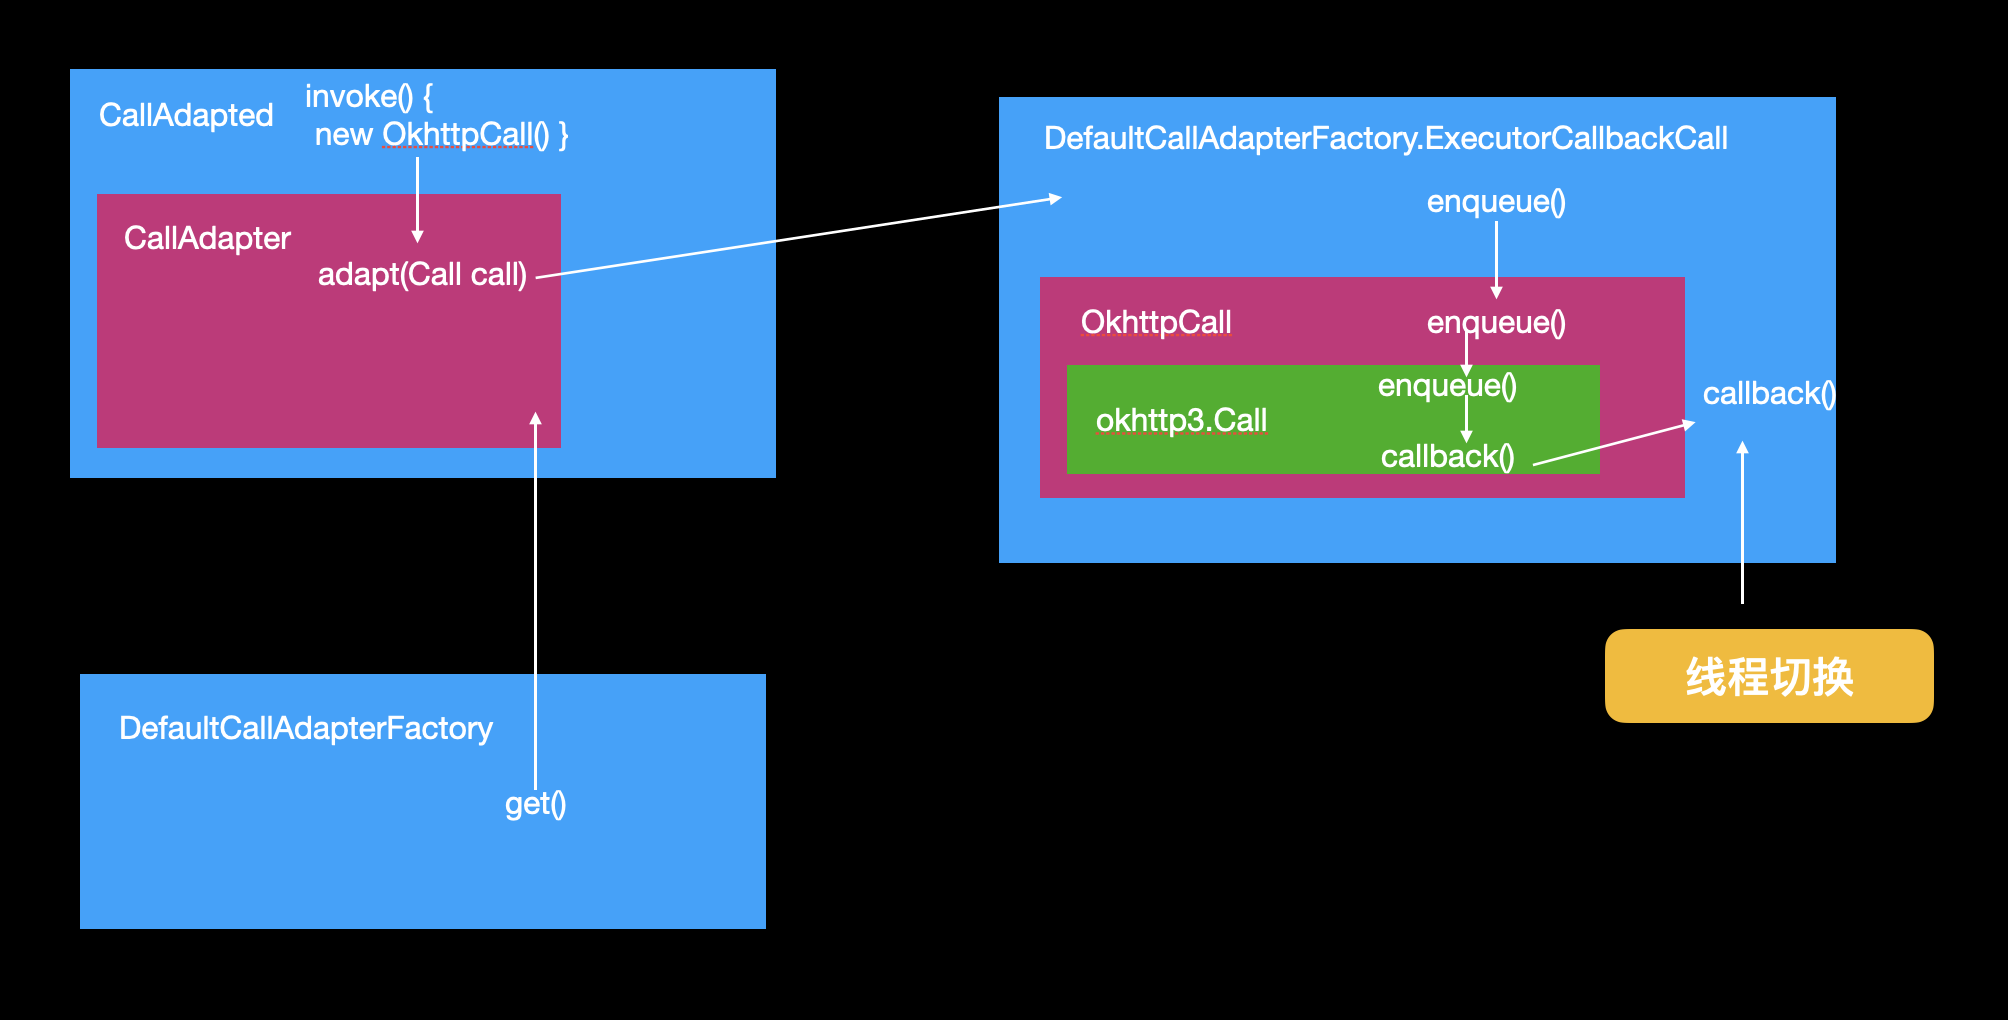 CallAdapted
invoke() {
new OkhttpCall() }
CallAdapter
adapt(Call call)
DefaultCallAdapterFactory
get()
DefaultCallAdapterFactory.ExecutorCallbackCall
enqueue()
OkhttpCall
enqueue()
enqueue()
okhttp3.Call
callback()
callback()
线程切换